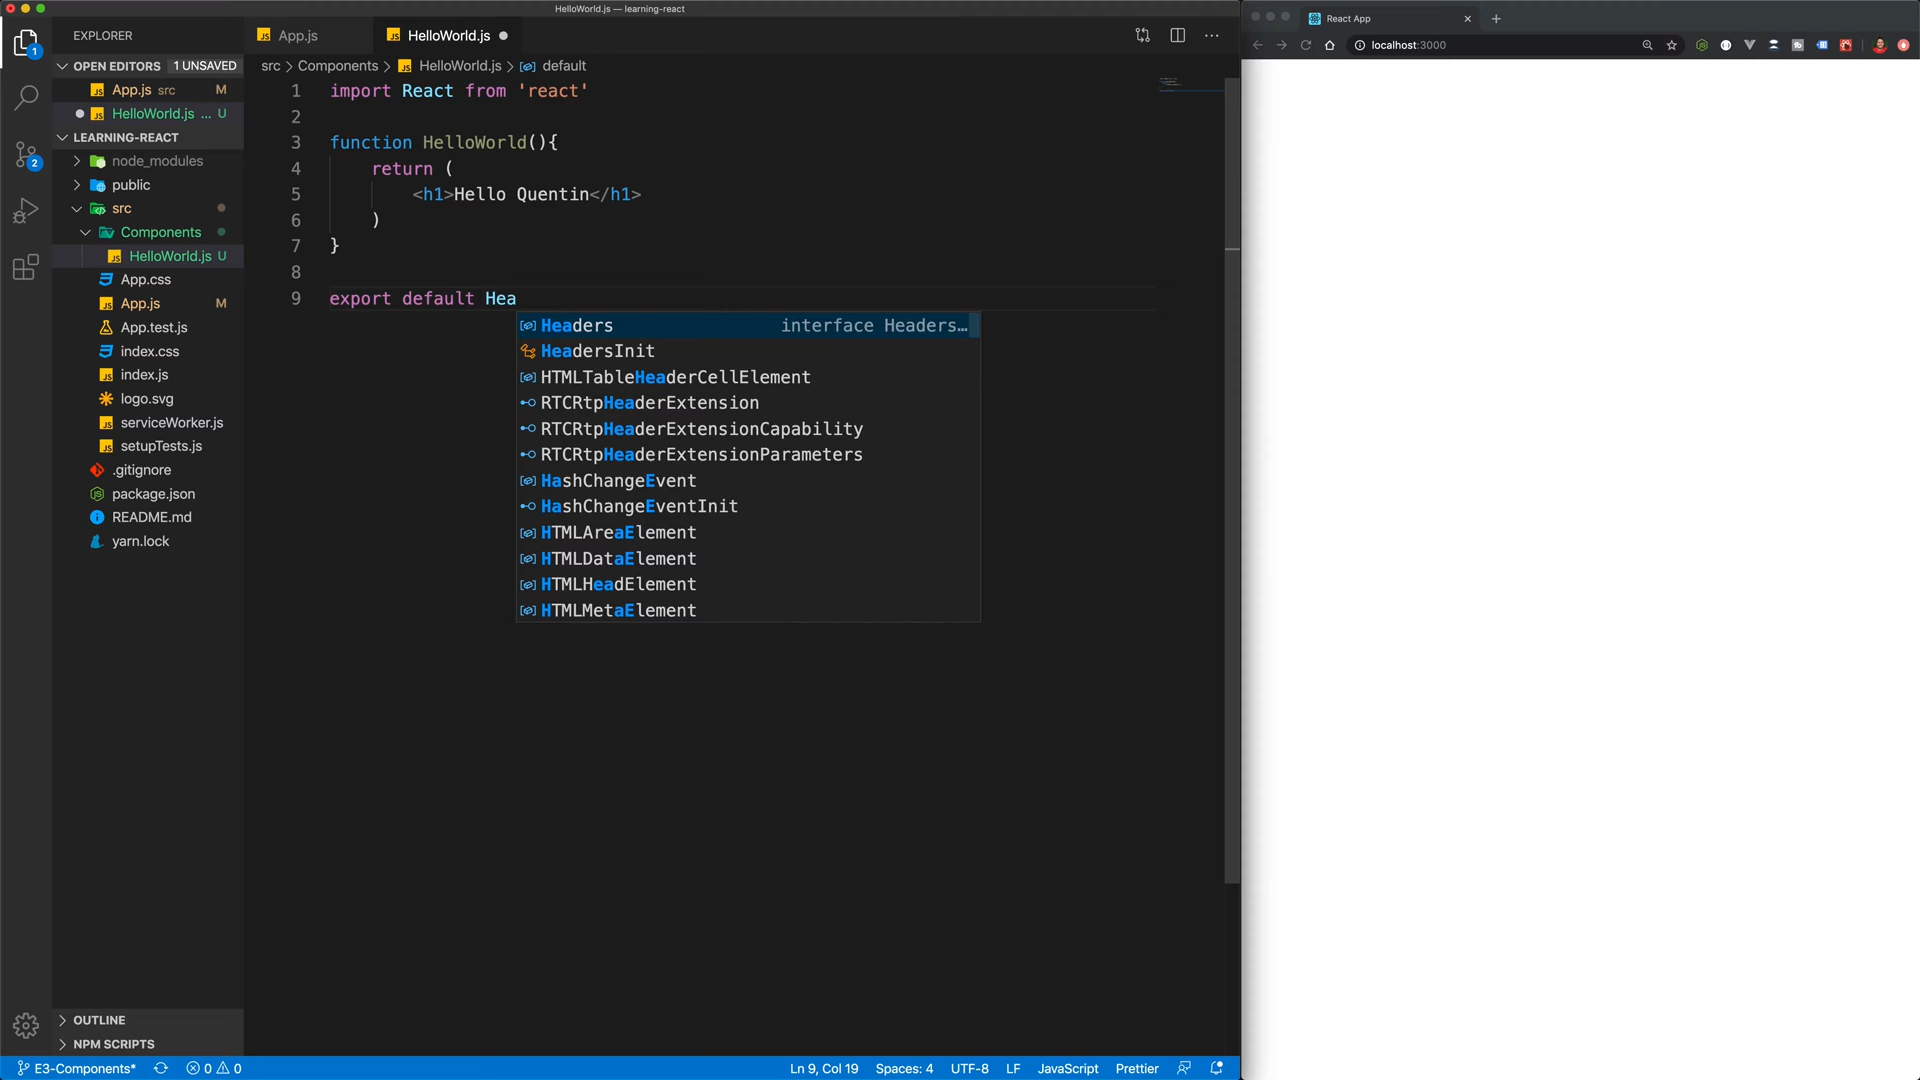 HelloWorld.js — learning-react
React App
EXPLORER
App.js
HelloWorld.js
localhost:3000
OPEN EDITORS 1 UNSAVED
src Components HelloWorld.js default
App.js src M
HelloWorld.js ... U
LEARNING-REACT
node_modules
public
src
Components
HelloWorld.js U
App.css
App.js M
App.test.js
index.css
index.js
logo.svg
serviceWorker.js
setupTests.js
.gitignore
package.json
README.md
yarn.lock
OUTLINE
NPM SCRIPTS
1
2
1 import React from 'react'
2
3 function HelloWorld(){
4 return (
5 <h1>Hello Quentin</h1>
6 )
7 }
8
9 export default Hea
Headers interface Headers…
HeadersInit
HTMLTableHeaderCellElement
RTCRtpHeaderExtension
RTCRtpHeaderExtensionCapability
RTCRtpHeaderExtensionParameters
HashChangeEvent
HashChangeEventInit
HTMLAreaElement
HTMLDataElement
HTMLHeadElement
HTMLMetaElement
E3-Components* 0 0 Ln 9, Col 19 Spaces: 4 UTF-8 LF JavaScript Prettier